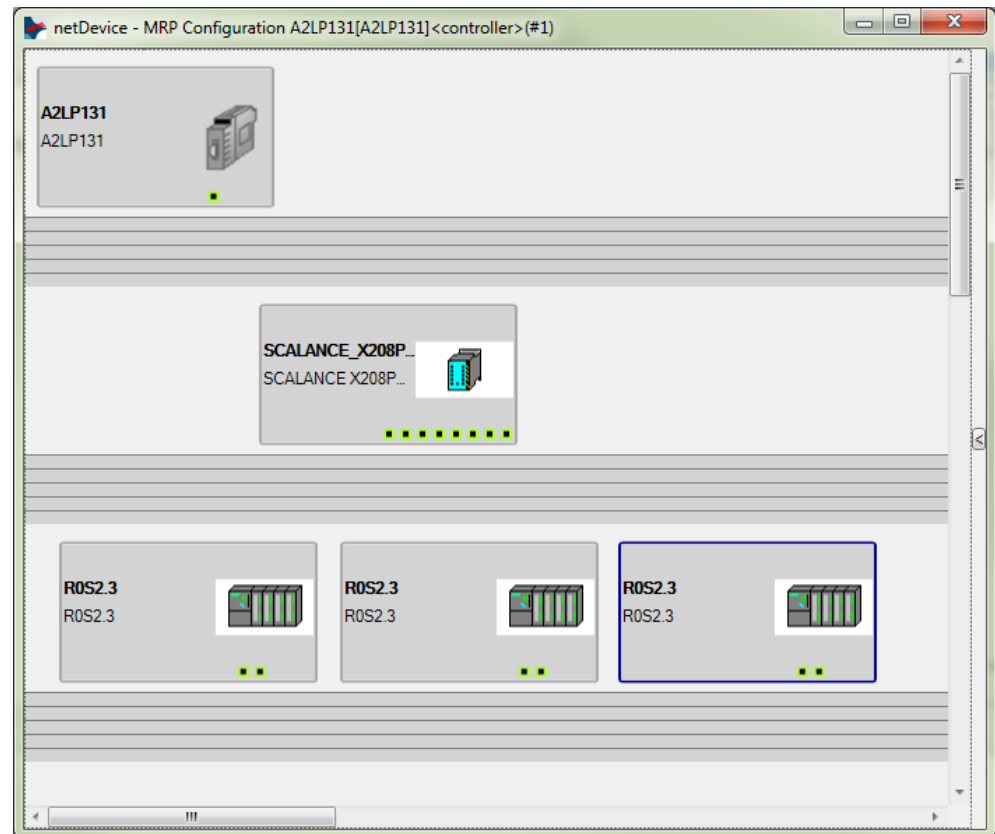 netDevice - MRP Configuration A2LP131[A2LP131]<controller>(#1)
A2LP131
A2LP131
SCALANCE_X208P...
SCALANCE X208P...
R0S2.3
R0S2.3
R0S2.3
R0S2.3
R0S2.3
R0S2.3